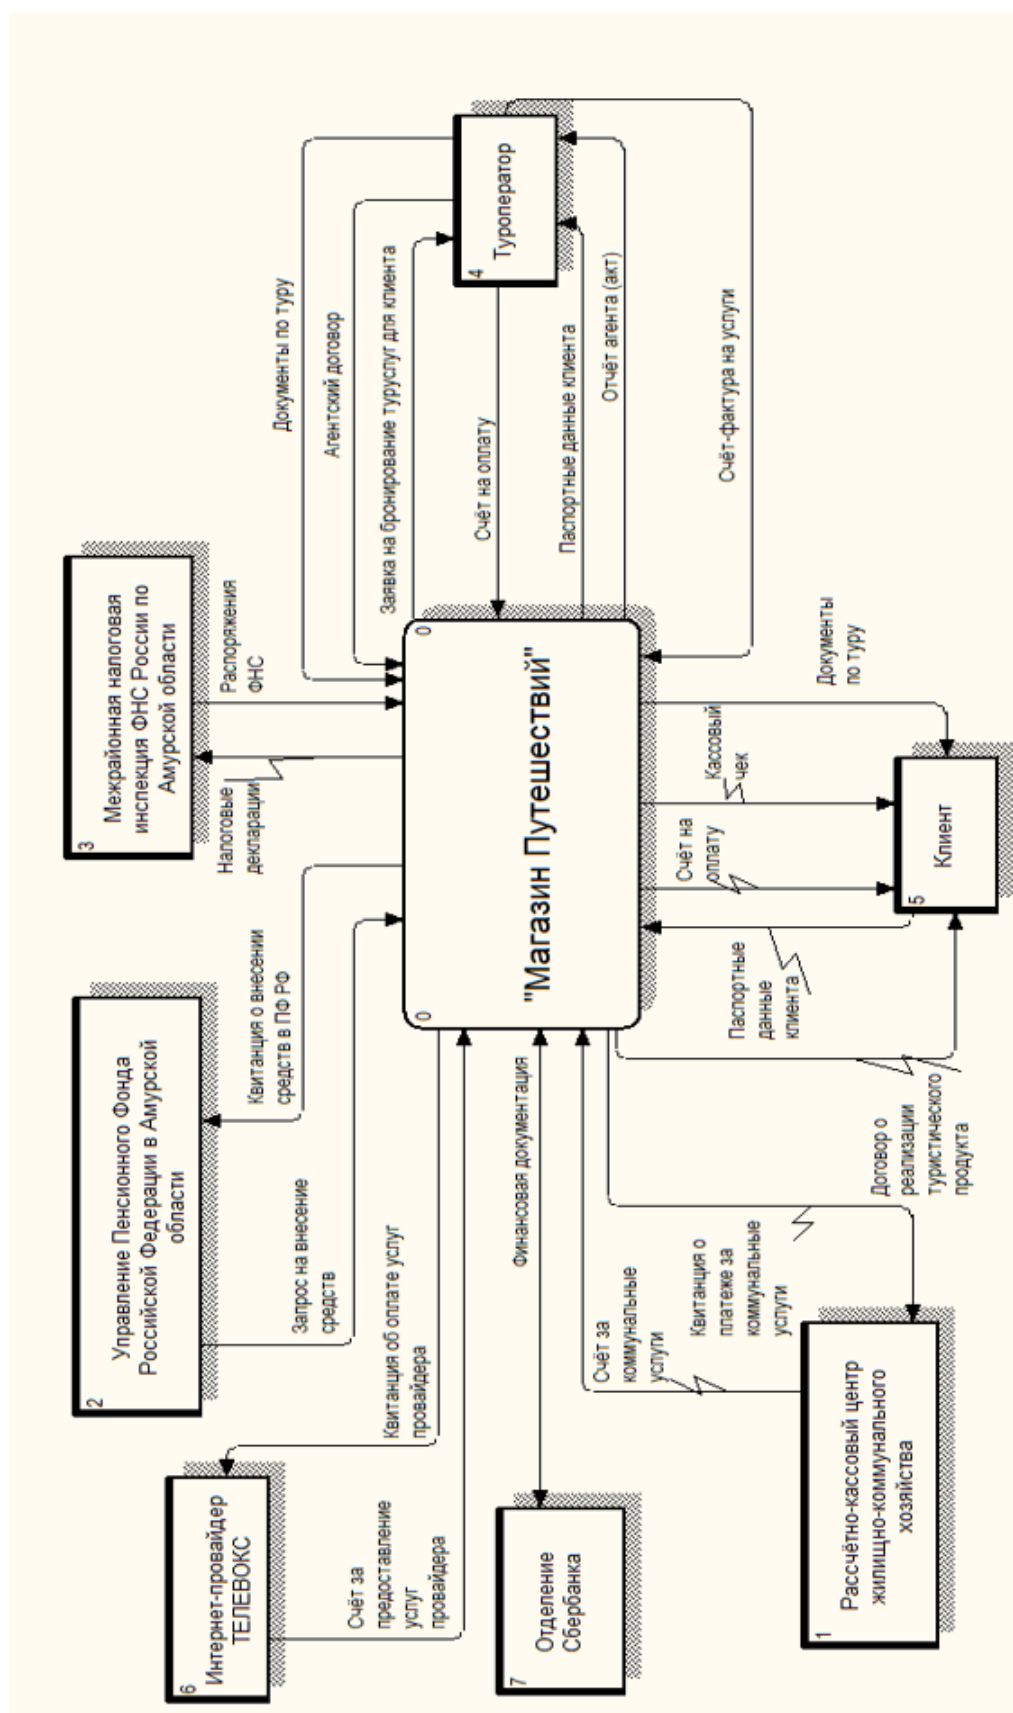 6
Интернет-провайдер
ТЕЛЕВОКС
2
Управление Пенсионного Фонда
Российской Федерации в Амурской
области
3
Межрайонная налоговая
инспекция ФНС России по
Амурской области
Счёт за
предоставление
услуг
провайдера
Квитанция об оплате услуг
провайдера
Запрос на внесение
средств
Квитанция о внесении
средств в ПФ РФ
Налоговые
декларации
Распоряжения
ФНС
Документы по туру
Агентский договор
Заявка на бронирование туруслуг для клиента
Счёт на оплату
Паспортные данные клиента
Отчёт агента (акт)
Счёт-фактура на услуги
4
Туроператор
7
Отделение
Сбербанка
Финансовая документация
0
0
"Магазин Путешествий"
Счёт за
коммунальные
услуги
Квитанция о
платеже за
коммунальные
услуги
Договор о
реализации
туристического
продукта
Паспортные
данные
клиента
Счёт на
оплату
Кассовый
чек
Документы
по туру
1
Рассчётно-кассовый центр
жилищно-коммунального
хозяйства
5
Клиент